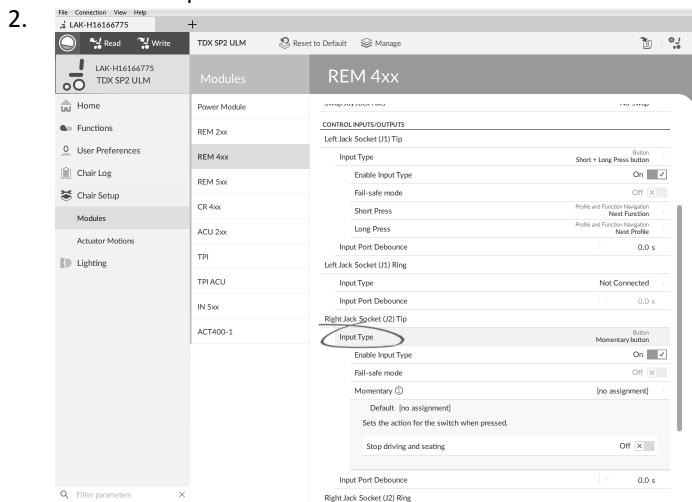 2.
File Connection View Help
LAK-H16166775 +
Read Write TDX SP2 ULM Reset to Default Manage
LAK-H16166775
TDX SP2 ULM
Modules
REM 4xx
Home
Functions
User Preferences
Chair Log
Chair Setup
Modules
Actuator Motions
Lighting
Filter parameters ×
Power Module
REM 2xx
REM 4xx
REM 5xx
CR 4xx
ACU 2xx
TPI
TPI ACU
IN 5xx
ACT400-1
CONTROL INPUTS/OUTPUTS
Left Jack Socket (J1) Tip
Input Type Button
Short + Long Press button
Enable Input Type On
Fail-safe mode Off
Short Press Profile and Function Navigation
Next Function
Long Press Profile and Function Navigation
Next Profile
Input Port Debounce 0.0 s
Left Jack Socket (J1) Ring
Input Type Not Connected
Input Port Debounce 0.0 s
Right Jack Socket (J2) Tip
Input Type Button
Momentary button
Enable Input Type On
Fail-safe mode Off
Momentary [no assignment]
Default [no assignment]
Sets the action for the switch when pressed.
Stop driving and seating Off
Input Port Debounce 0.0 s
Right Jack Socket (J2) Ring